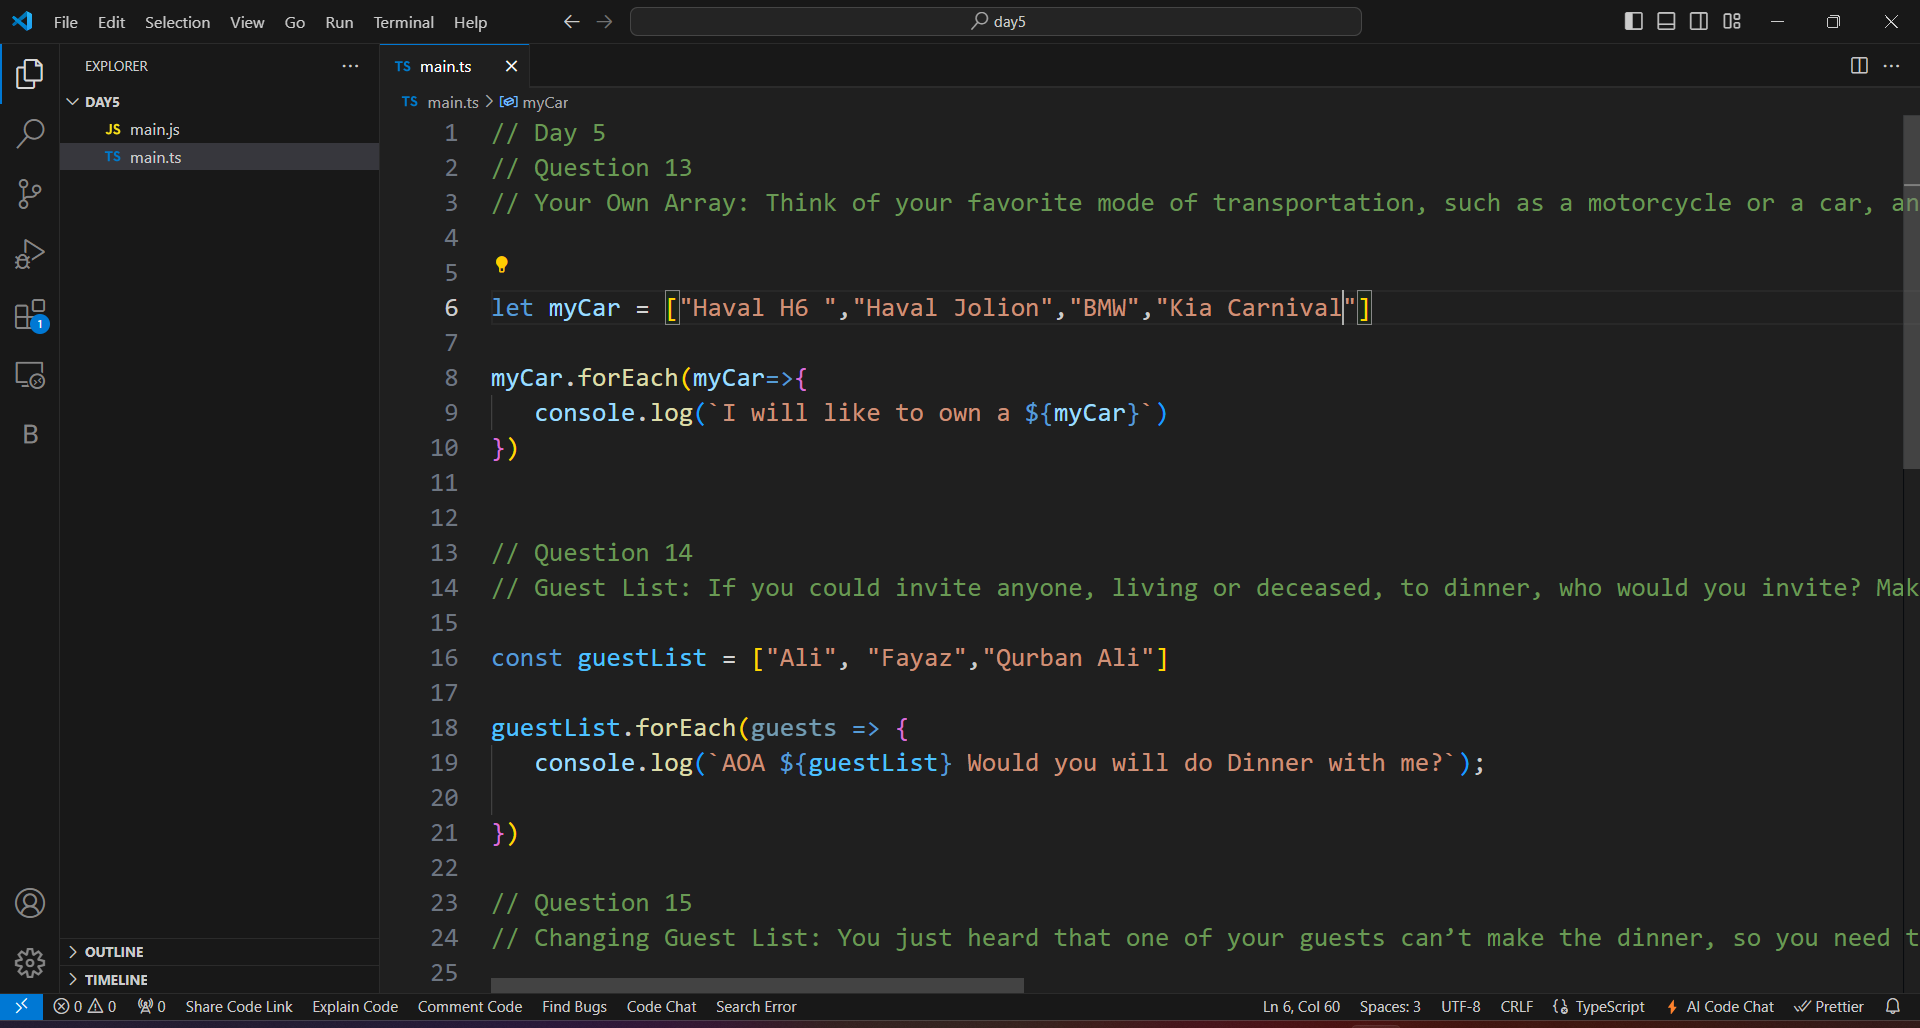 File Edit Selection View Go Run Terminal Help
day5
EXPLORER
DAY5
JS main.js
TS main.ts
TS main.ts
TS main.ts > myCar
1 // Day 5
2 // Question 13
3 // Your Own Array: Think of your favorite mode of transportation, such as a motorcycle or a car, an
4
5
6 let myCar = ["Haval H6 ","Haval Jolion","BMW","Kia Carnival"]
7
8 myCar.forEach(myCar=>{
9 console.log(`I will like to own a ${myCar}`)
10 })
11
12
13 // Question 14
14 // Guest List: If you could invite anyone, living or deceased, to dinner, who would you invite? Mak
15
16 const guestList = ["Ali", "Fayaz","Qurban Ali"]
17
18 guestList.forEach(guests => {
19 console.log(`AOA ${guestList} Would you will do Dinner with me?`);
20
21 })
22
23 // Question 15
24 // Changing Guest List: You just heard that one of your guests can’t make the dinner, so you need t
25
1
B
OUTLINE
TIMELINE
0 0 0 Share Code Link Explain Code Comment Code Find Bugs Code Chat Search Error Ln 6, Col 60 Spaces: 3 UTF-8 CRLF TypeScript AI Code Chat Prettier